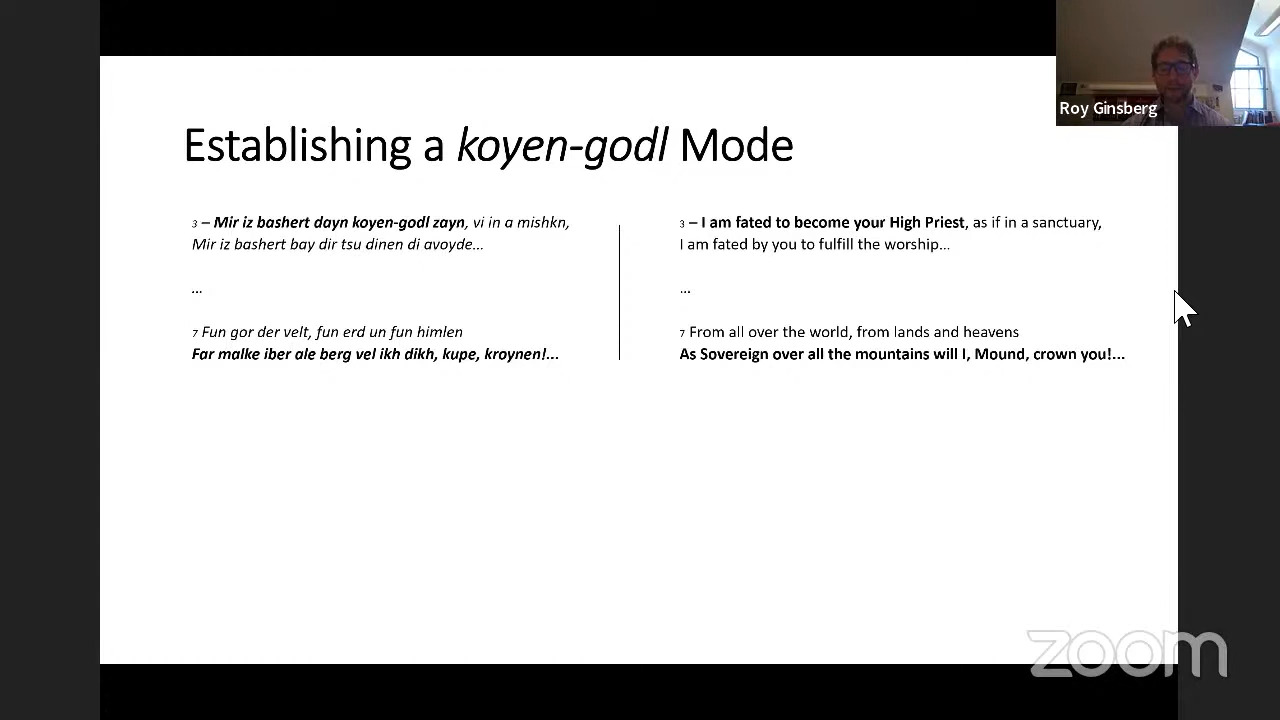 Roy Ginsberg
Establishing a koyen-godl Mode
3 – Mir iz bashert dayn koyen-godl zayn, vi in a mishkn,
Mir iz bashert bay dir tsu dinen di avoyde...
...
7 Fun gor der velt, fun erd un fun himlen
Far malke iber ale berg vel ikh dikh, kupe, kroynen!...
3 – I am fated to become your High Priest, as if in a sanctuary,
I am fated by you to fulfill the worship...
...
7 From all over the world, from lands and heavens
As Sovereign over all the mountains will I, Mound, crown you!...
zoom